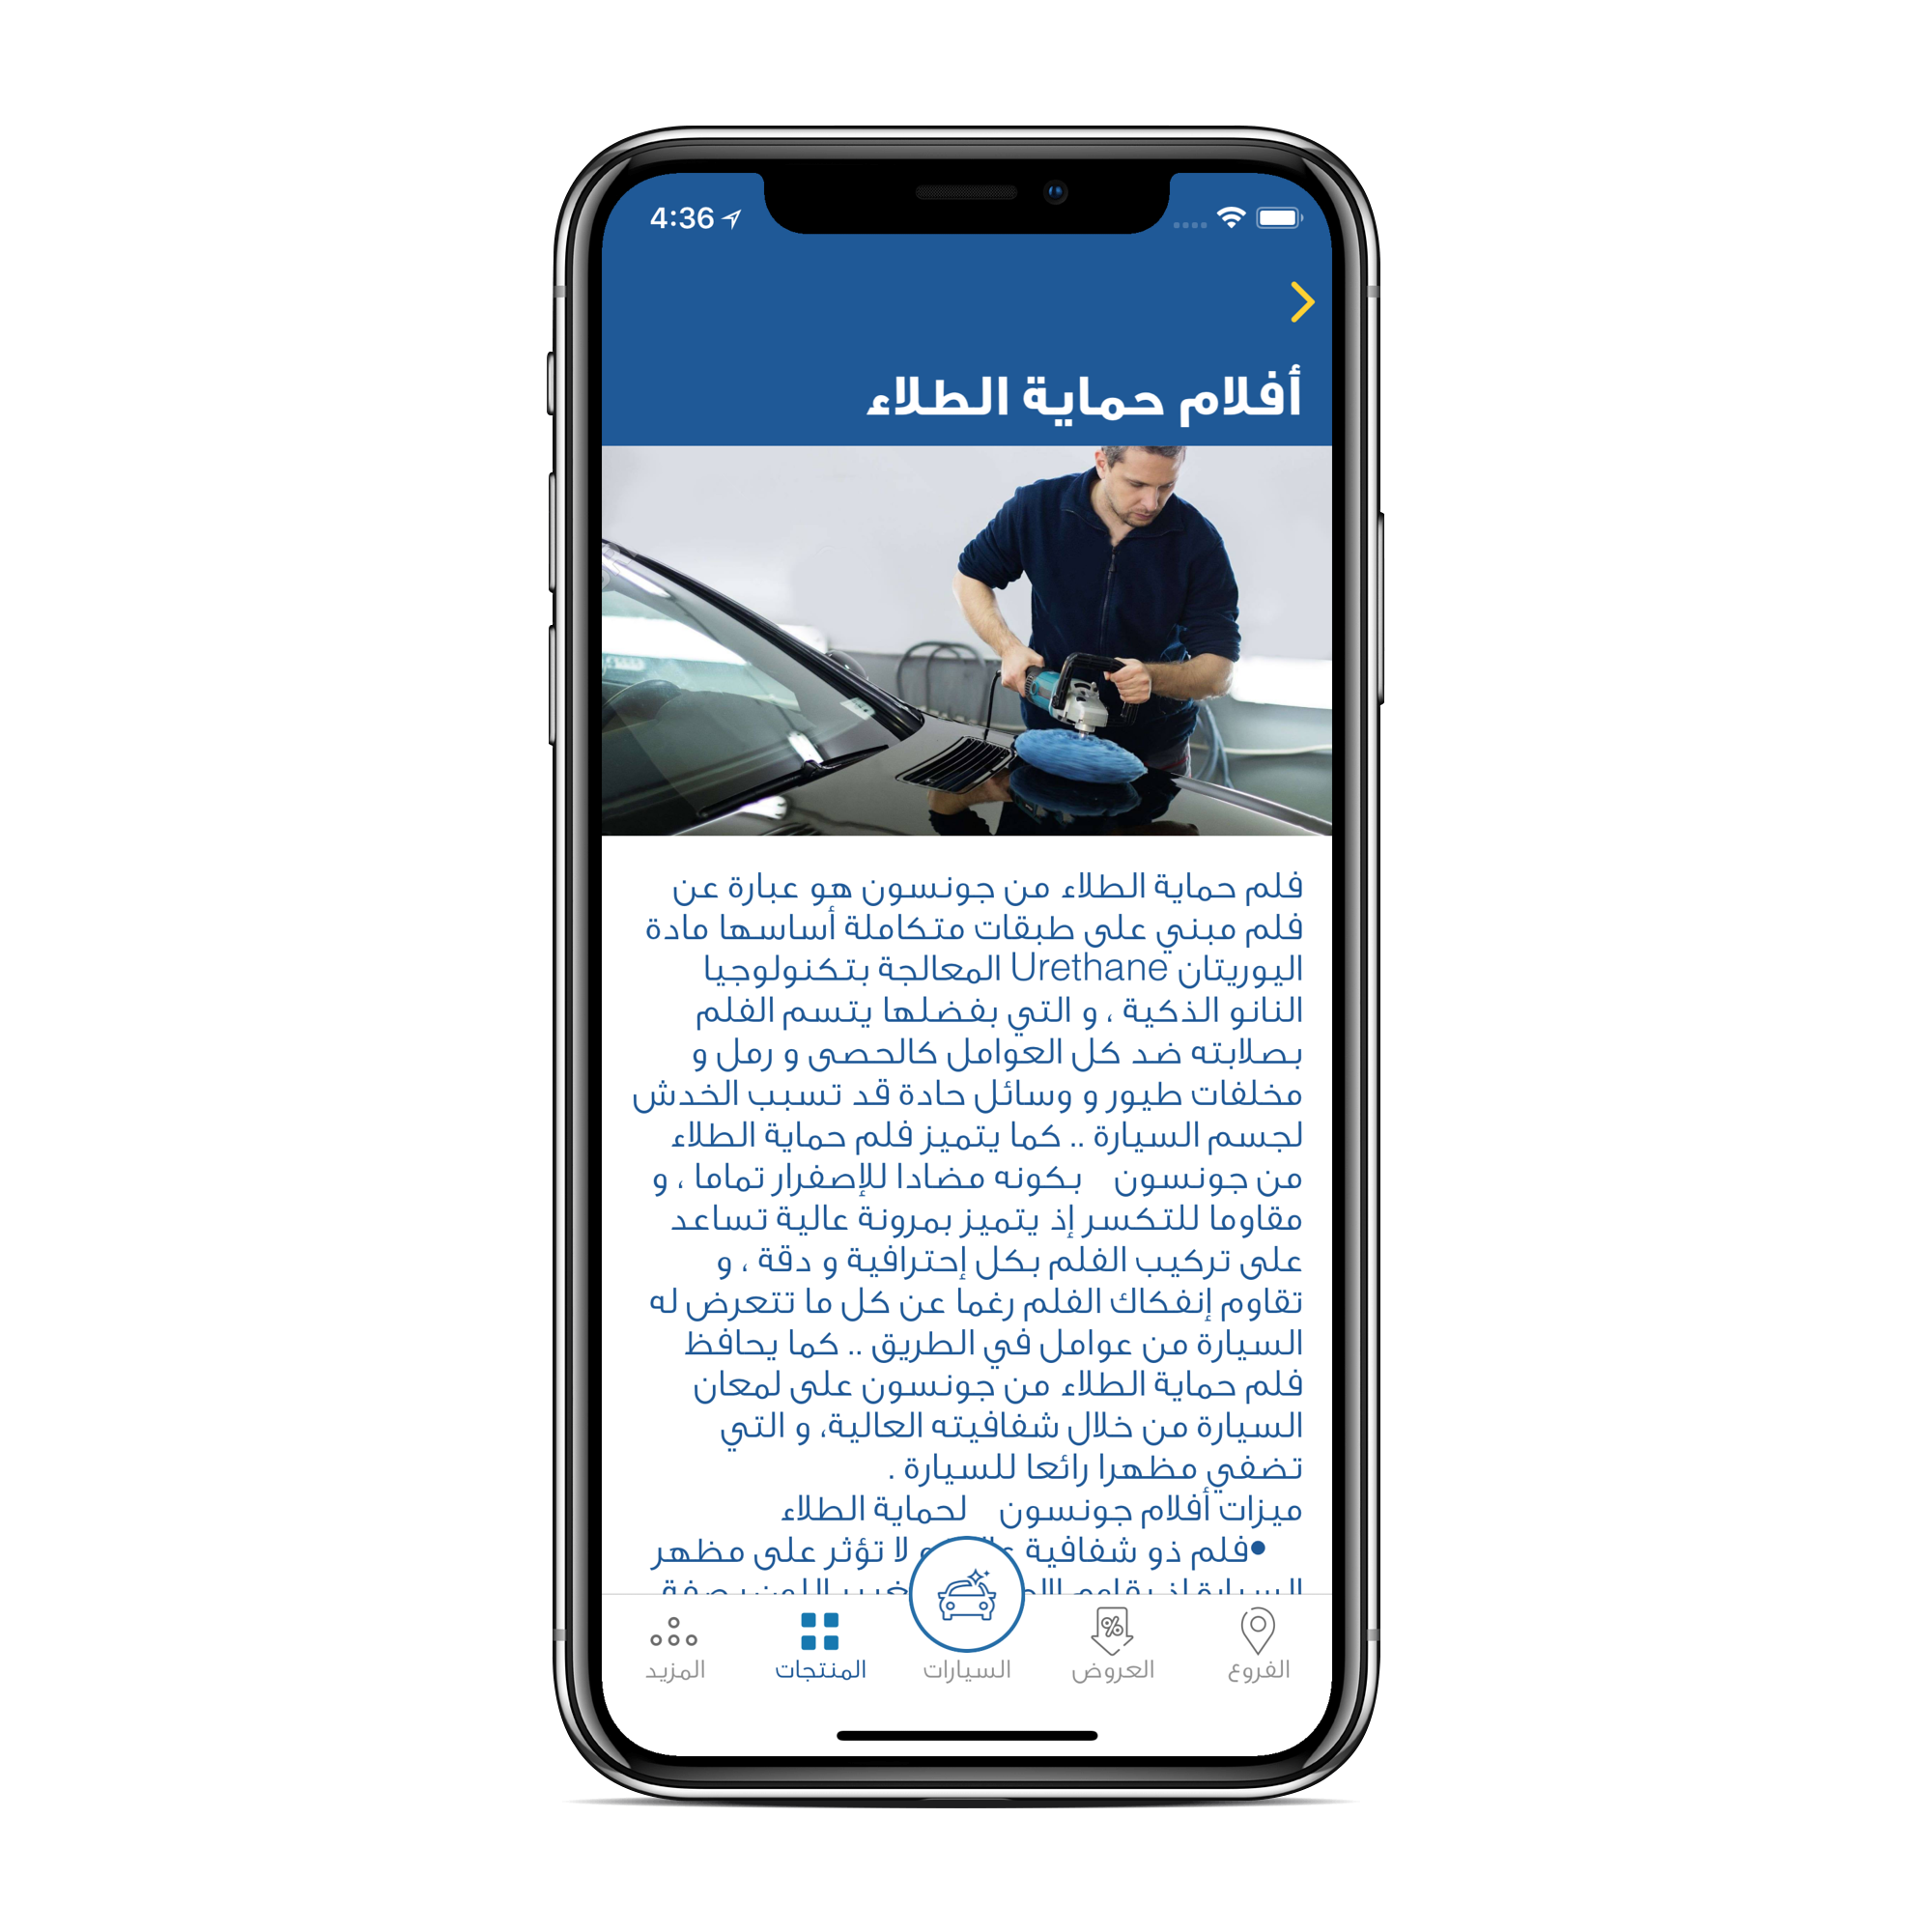 4:36
أفلام حماية الطلاء
فلم حماية الطلاء من جونسون هو عبارة عن
فلم مبني على طبقات متكاملة أساسها مادة
اليوريتان Urethane المعالجة بتكنولوجيا
النانو الذكية ، و التي بفضلها يتسم الفلم
بصلابته ضد كل العوامل كالحصى و رمل و
مخلفات طيور و وسائل حادة قد تسبب الخدش
لجسم السيارة .. كما يتميز فلم حماية الطلاء
من جونسون بكونه مضادا للإصفرار تماما ، و
مقاوما للتكسر إذ يتميز بمرونة عالية تساعد
على تركيب الفلم بكل إحترافية و دقة ، و
تقاوم إنفكاك الفلم رغما عن كل ما تتعرض له
السيارة من عوامل في الطريق .. كما يحافظ
فلم حماية الطلاء من جونسون على لمعان
السيارة من خلال شفافيته العالية، و التي
تضفي مظهرا رائعا للسيارة .
ميزات أفلام جونسون لحماية الطلاء
•فلم ذو شفافية لا تؤثر على مظهر
الفروع
العروض
السيارات
المنتجات
المزيد